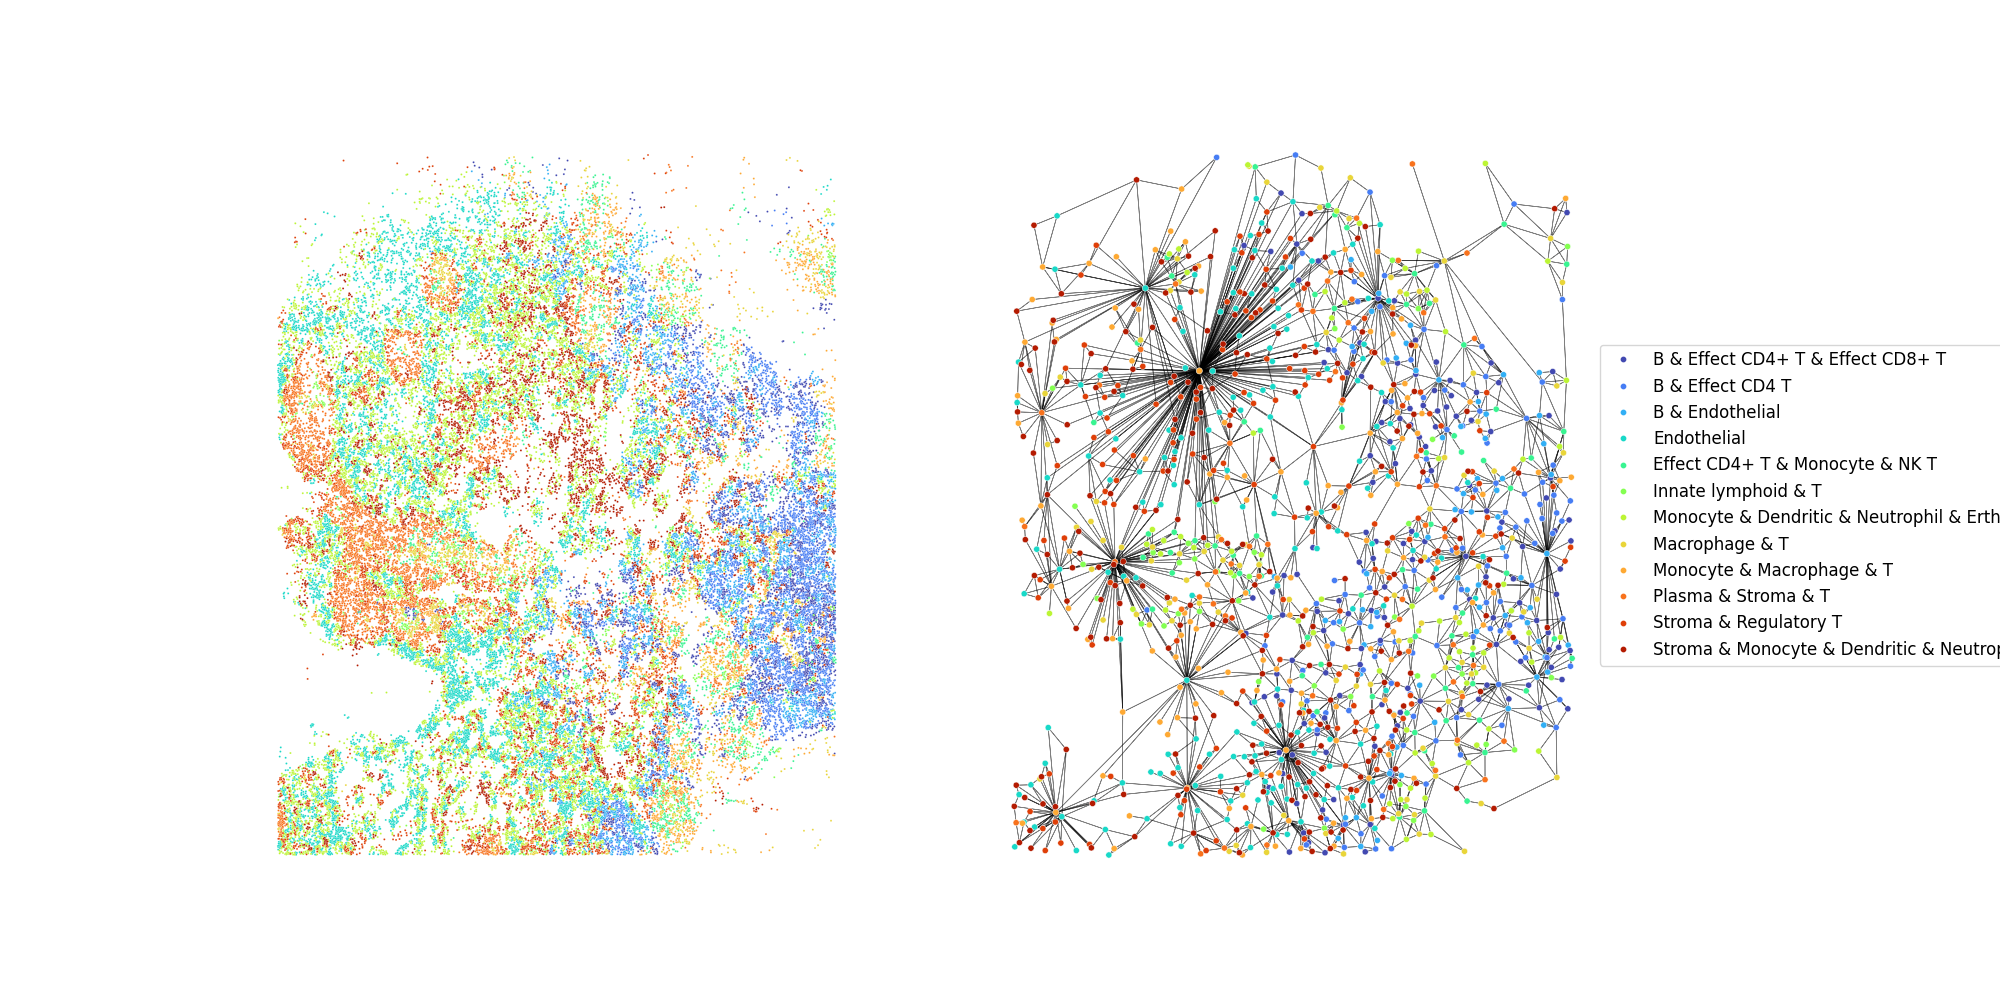 B & Effect CD4+ T & Effect CD8+ T
B & Effect CD4 T
B & Endothelial
Endothelial
Effect CD4+ T & Monocyte & NK T
Innate lymphoid & T
Monocyte & Dendritic & Neutrophil & Erth
Macrophage & T
Monocyte & Macrophage & T
Plasma & Stroma & T
Stroma & Regulatory T
Stroma & Monocyte & Dendritic & Neutrop